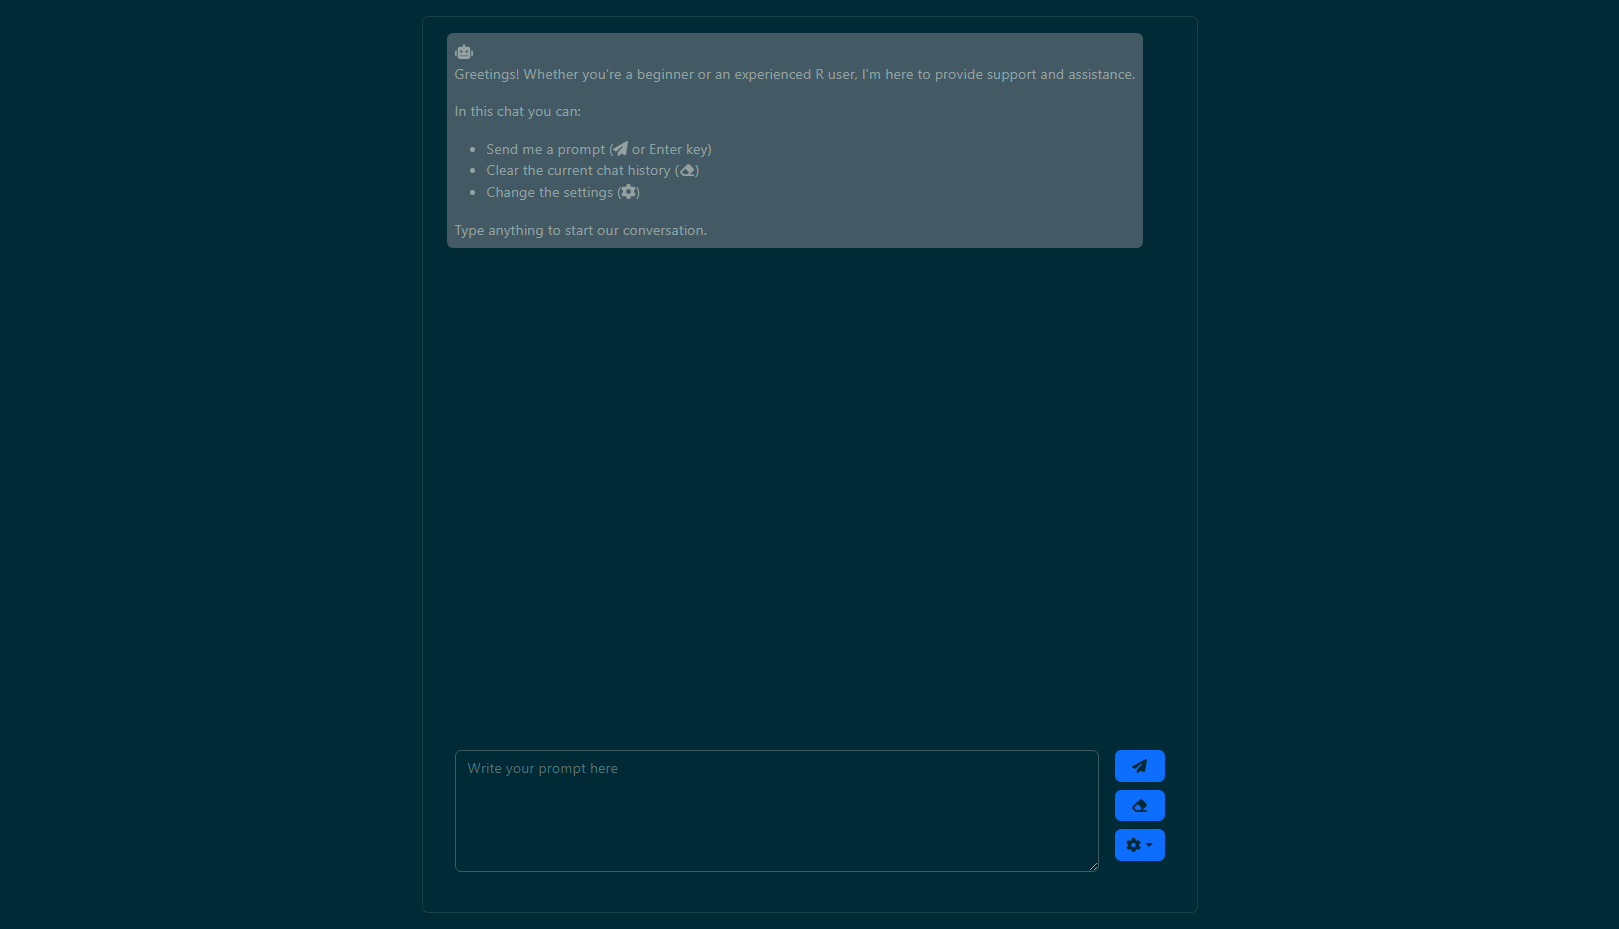 Greetings! Whether you're a beginner or an experienced R user, I'm here to provide support and assistance.
In this chat you can:
Send me a prompt ( or Enter key)
Clear the current chat history ()
Change the settings ()
Type anything to start our conversation.
Write your prompt here